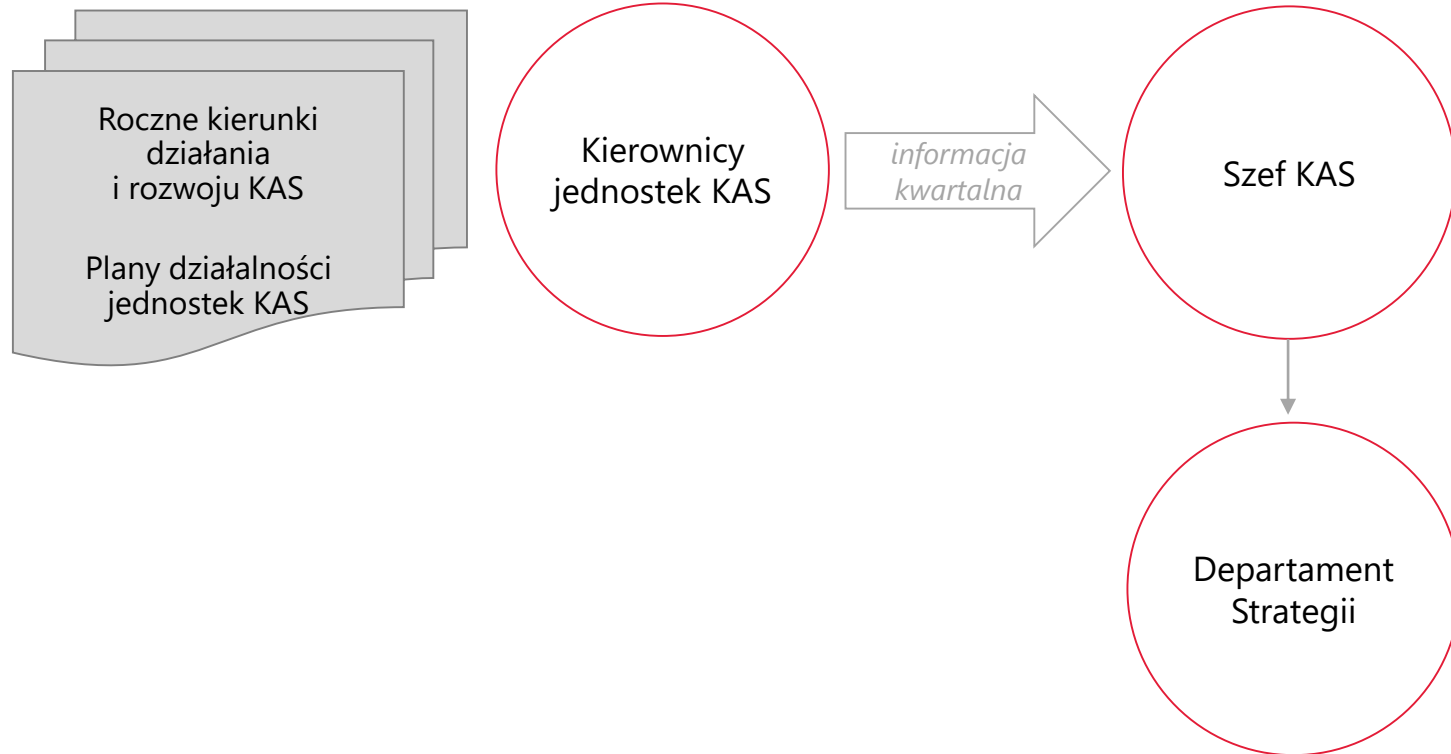 Roczne kierunki
działania
i rozwoju KAS
Plany działalności
jednostek KAS
Kierownicy
jednostek KAS
informacja
kwartalna
Szef KAS
Departament
Strategii